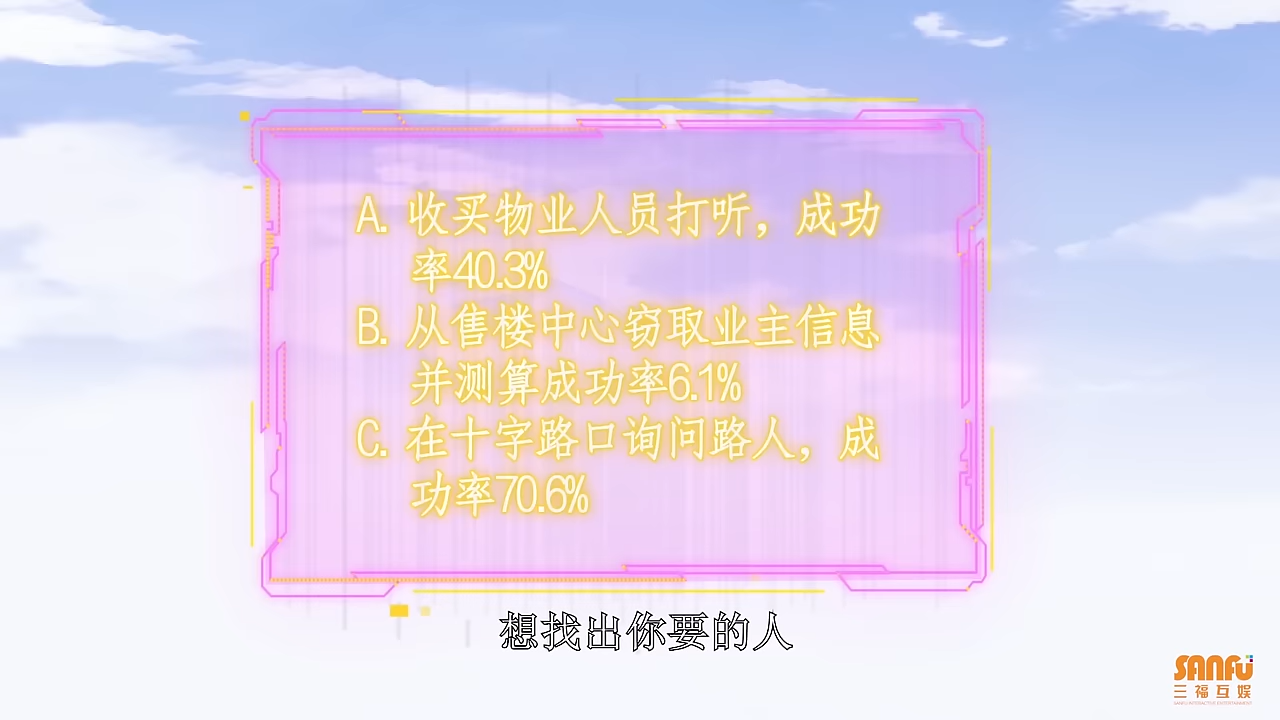 A. 收买物业人员打听，成功
率40.3%
B. 从售楼中心窃取业主信息
并测算成功率6.1%
C. 在十字路口询问路人，成
功率70.6%
想找出你要的人
SANFU
三福互娱
SANFU INTERACTIVE ENTERTAINMENT